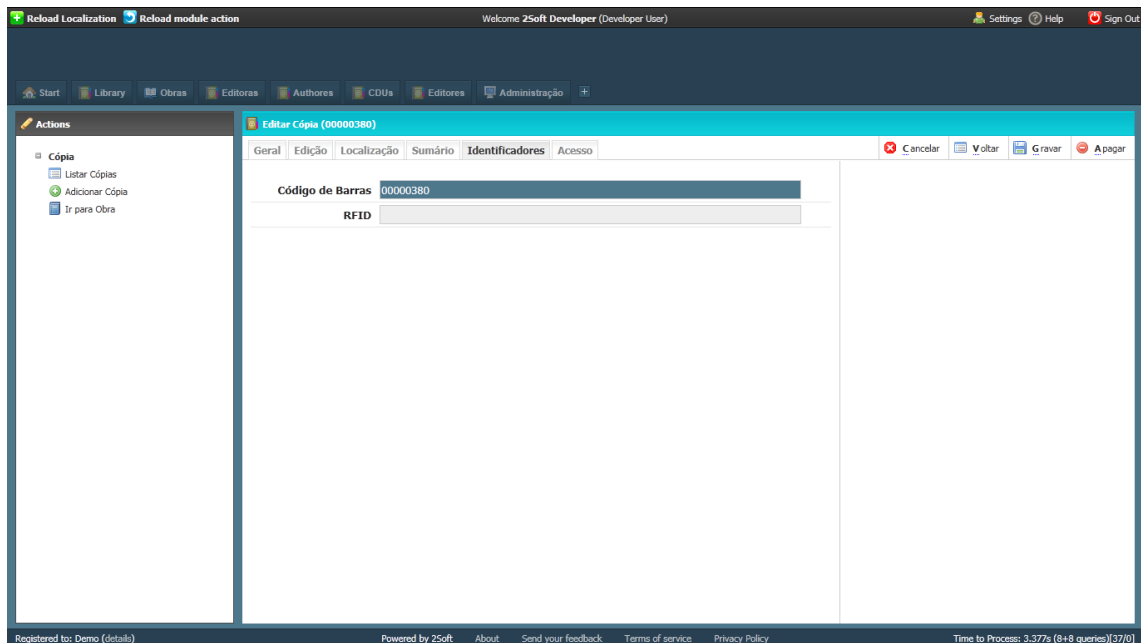 Reload Localization Reload module action Welcome 2Soft Developer (Developer User) Settings Help Sign Out
Start Library Obras Editoras Authores CDUs Editores Administração
Actions
Cópia
Listar Cópias
Adicionar Cópia
Ir para Obra
Editar Cópia (00000380)
Geral Edição Localização Sumário Identificadores Acesso Cancelar Voltar Gravar Apagar
Código de Barras 00000380
RFID
Registered to: Demo (details) Powered by 2Soft About Send your feedback Terms of service Privacy Policy Time to Process: 3.377s (8+8 queries)[37/0]